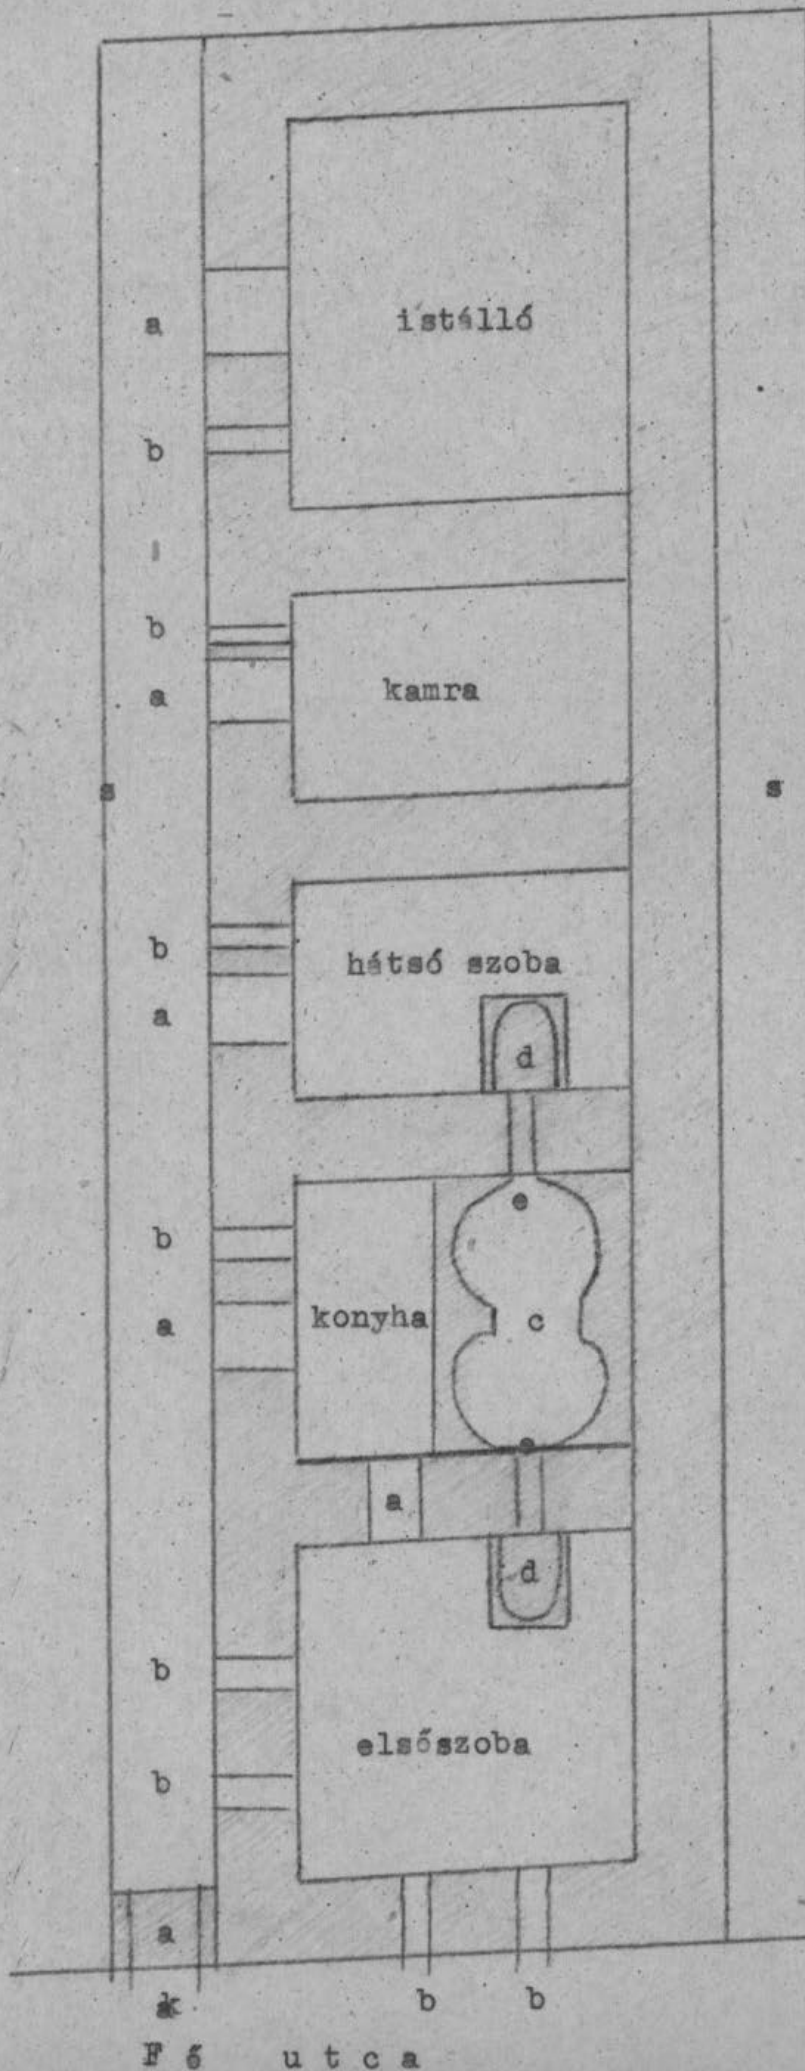 a istálló
b
b
a kamra
s s
b hátsó szoba
a
d
e
b
a konyha c
e
a
d
b
elsőszoba
b
a
k b b
Fő utca